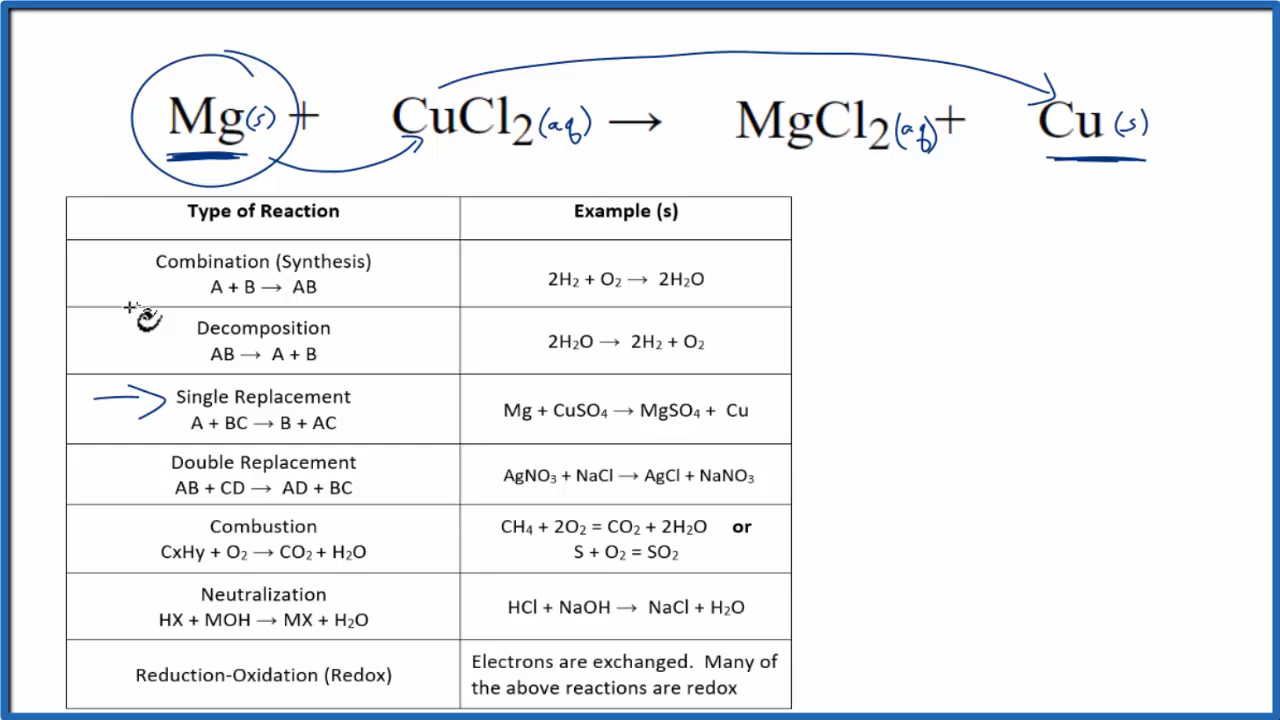 Mg(s) + CuCl₂(aq) → MgCl₂(aq) + Cu(s)
Type of Reaction
Example (s)
Combination (Synthesis)
A + B → AB
2H₂ + O₂ → 2H₂O
Decomposition
AB → A + B
2H₂O → 2H₂ + O₂
Single Replacement
A + BC → B + AC
Mg + CuSO₄ → MgSO₄ + Cu
Double Replacement
AB + CD → AD + BC
AgNO₃ + NaCl → AgCl + NaNO₃
Combustion
CxHy + O₂ → CO₂ + H₂O
CH₄ + 2O₂ = CO₂ + 2H₂O or
S + O₂ = SO₂
Neutralization
HX + MOH → MX + H₂O
HCl + NaOH → NaCl + H₂O
Reduction-Oxidation (Redox)
Electrons are exchanged. Many of
the above reactions are redox